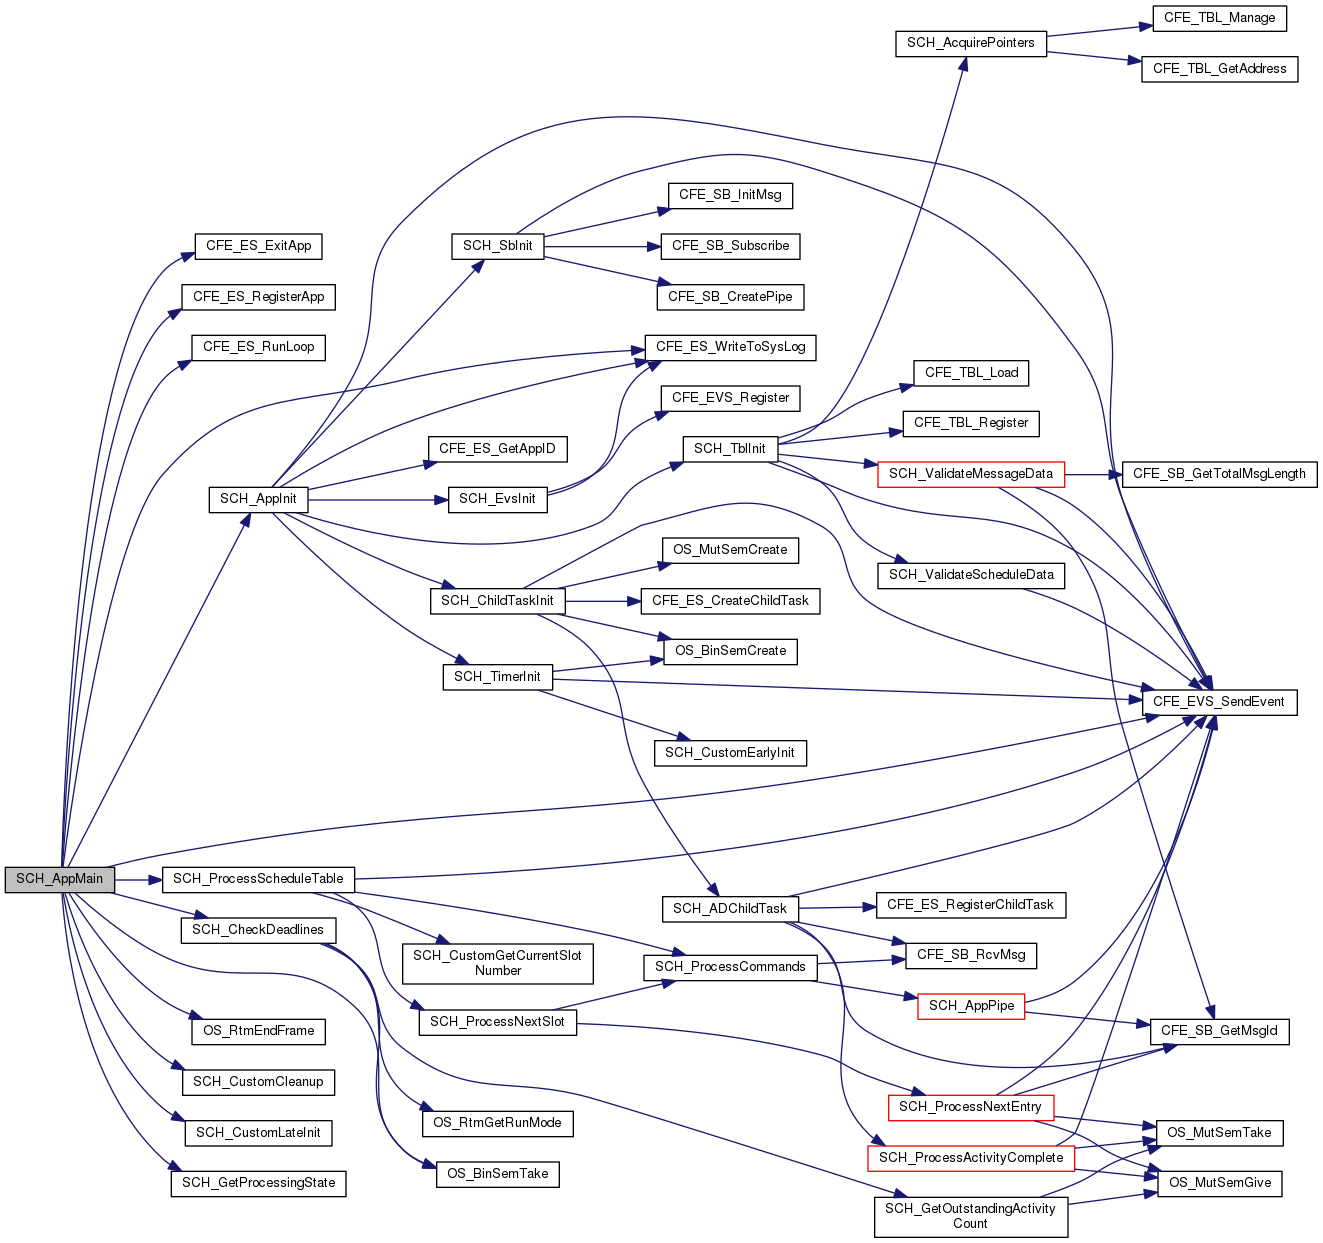 CFE_TBL_Manage
SCH_AcquirePointers
CFE_TBL_GetAddress
CFE_SB_InitMsg
SCH_SbInit
CFE_ES_ExitApp
CFE_SB_Subscribe
CFE_ES_RegisterApp
CFE_SB_CreatePipe
CFE_ES_RunLoop
CFE_ES_WriteToSysLog
CFE_TBL_Load
CFE_EVS_Register
CFE_TBL_Register
CFE_ES_GetAppID
SCH_TblInit
SCH_ValidateMessageData
CFE_SB_GetTotalMsgLength
SCH_AppInit
SCH_EvsInit
OS_MutSemCreate
SCH_ValidateScheduleData
SCH_ChildTaskInit
CFE_ES_CreateChildTask
OS_BinSemCreate
SCH_TimerInit
CFE_EVS_SendEvent
SCH_CustomEarlyInit
SCH_AppMain
SCH_ProcessScheduleTable
SCH_ADChildTask
CFE_ES_RegisterChildTask
SCH_CheckDeadlines
SCH_CustomGetCurrentSlot
Number
CFE_SB_RcvMsg
SCH_ProcessCommands
SCH_AppPipe
SCH_ProcessNextSlot
OS_RtmEndFrame
CFE_SB_GetMsgId
SCH_CustomCleanup
SCH_ProcessNextEntry
OS_RtmGetRunMode
SCH_CustomLateInit
OS_MutSemTake
SCH_ProcessActivityComplete
OS_BinSemTake
SCH_GetProcessingState
OS_MutSemGive
SCH_GetOutstandingActivity
Count